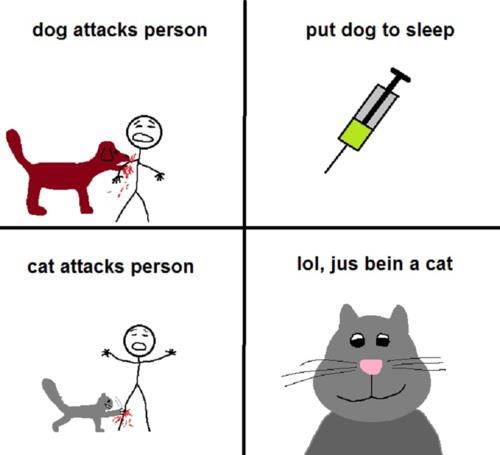 dog attacks person
put dog to sleep
cat attacks person
lol, jus bein a cat